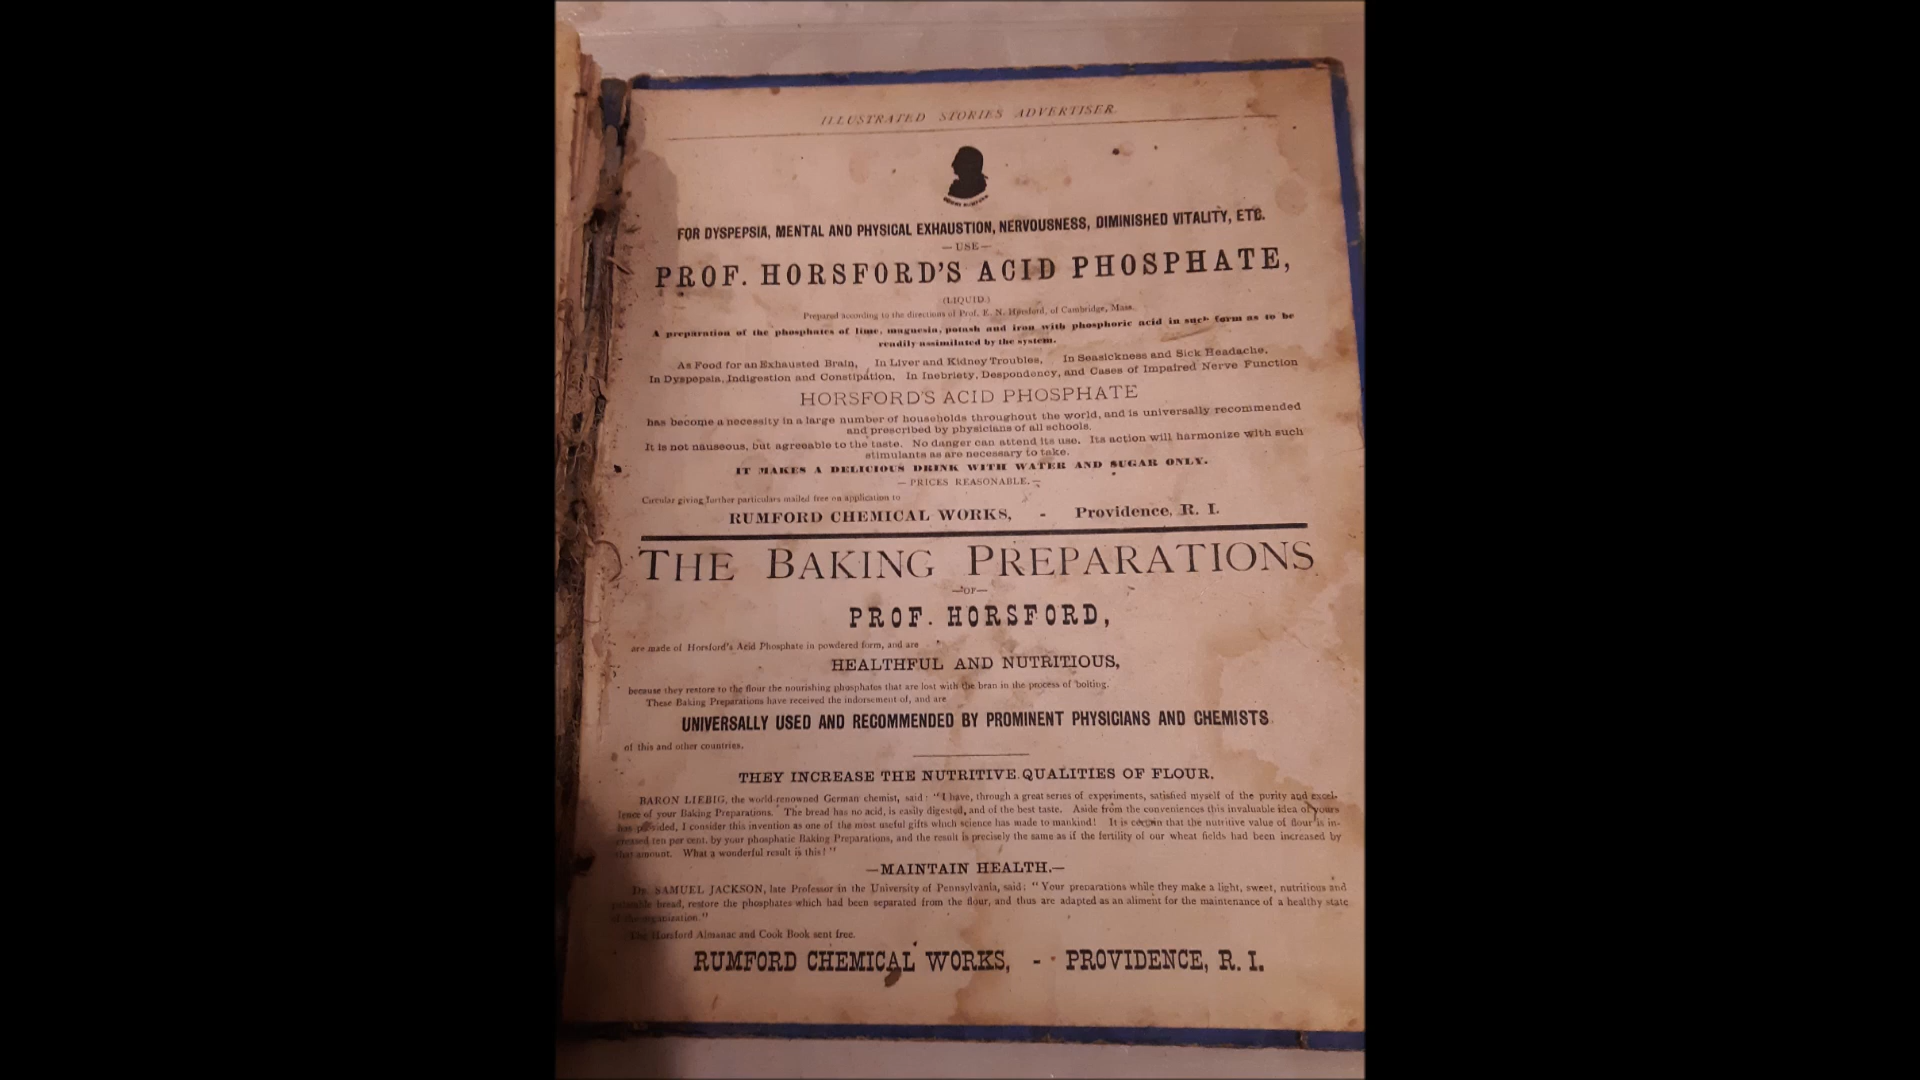 ILLUSTRATED STORIES ADVERTISER.
FOR DYSPEPSIA, MENTAL AND PHYSICAL EXHAUSTION, NERVOUSNESS, DIMINISHED VITALITY, ETC.
—USE—
PROF. HORSFORD'S ACID PHOSPHATE,
(LIQUID.)
Prepared according to the directions of Prof. E. N. Horsford, of Cambridge, Mass.
A preparation of the phosphates of lime, magnesia, potash and iron with phosphoric acid in such form as to be
readily assimilated by the system.
As Food for an Exhausted Brain, In Liver and Kidney Troubles, In Seasickness and Sick Headache,
In Dyspepsia, Indigestion and Constipation, In Inebriety, Despondency, and Cases of Impaired Nerve Function
HORSFORD'S ACID PHOSPHATE
has become a necessity in a large number of households throughout the world, and is universally recommended
and prescribed by physicians of all schools.
It is not nauseous, but agreeable to the taste. No danger can attend its use. Its action will harmonize with such
stimulants as are necessary to take.
IT MAKES A DELICIOUS DRINK WITH WATER AND SUGAR ONLY.
—PRICES REASONABLE.—
Circular giving further particulars mailed free on application to
RUMFORD CHEMICAL WORKS, - Providence, R. I.
THE BAKING PREPARATIONS
—OF—
PROF. HORSFORD,
are made of Horsford's Acid Phosphate in powdered form, and are
HEALTHFUL AND NUTRITIOUS,
because they restore to the flour the nourishing phosphates that are lost with the bran in the process of bolting.
These Baking Preparations have received the indorsement of, and are
UNIVERSALLY USED AND RECOMMENDED BY PROMINENT PHYSICIANS AND CHEMISTS
of this and other countries.
THEY INCREASE THE NUTRITIVE QUALITIES OF FLOUR.
BARON LIEBIG, the world-renowned German chemist, said: "I have, through a great series of experiments, satisfied myself of the purity and excel-
lence of your Baking Preparations. The bread has no acid, is easily digested, and of the best taste. Aside from the conveniences this invaluable idea of yours
has provided, I consider this invention as one of the most useful gifts which science has made to mankind! It is certain that the nutritive value of flour is in-
creased ten per cent. by your phosphatic Baking Preparations, and the result is precisely the same as if the fertility of our wheat fields had been increased by
that amount. What a wonderful result is this!"
—MAINTAIN HEALTH.—
Dr. SAMUEL JACKSON, late Professor in the University of Pennsylvania, said: "Your preparations while they make a light, sweet, nutritious and
bread, restore the phosphates which had been separated from the flour, and thus are adapted as an aliment for the maintenance of a healthy state
of the organization."
The Horsford Almanac and Cook Book sent free.
RUMFORD CHEMICAL WORKS, - - PROVIDENCE, R. I.